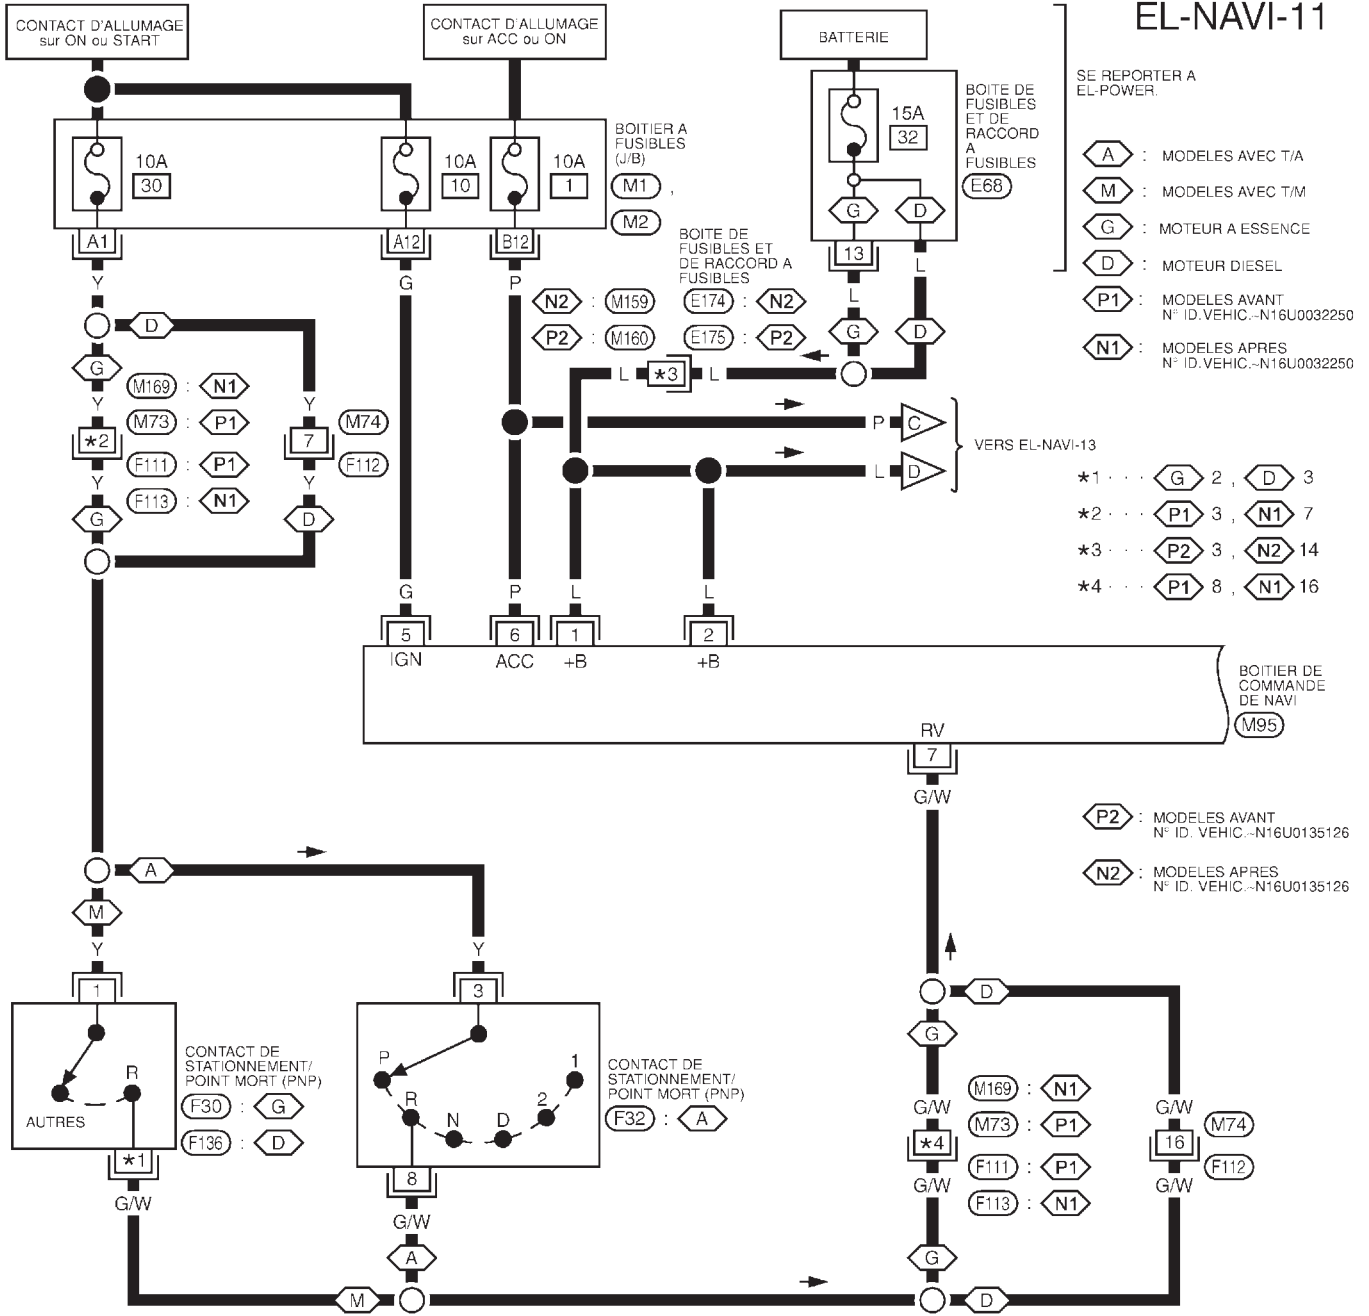 EL-NAVI-11
CONTACT D'ALLUMAGE
sur ON ou START
CONTACT D'ALLUMAGE
sur ACC ou ON
BATTERIE
SE REPORTER A
EL-POWER.
10A
30
10A
10
10A
1
BOITIER A
FUSIBLES
(J/B)
M1 ,
M2
15A
32
G
D
BOITE DE
FUSIBLES
ET DE
RACCORD
A
FUSIBLES
E68
A : MODELES AVEC T/A
M : MODELES AVEC T/M
G : MOTEUR A ESSENCE
D : MOTEUR DIESEL
P1 : MODELES AVANT
N° ID.VEHIC.~N16U0032250
N1 : MODELES APRES
N° ID.VEHIC.~N16U0032250
A1
A12
B12
13
Y
G
P
L
L
BOITE DE
FUSIBLES ET
DE RACCORD A
FUSIBLES
N2 : M159
E174 : N2
P2 : M160
E175 : P2
G
D
D
G
L
*3
L
Y
Y
M169 : N1
M73 : P1
F111 : P1
F113 : N1
*2
7
M74
F112
Y
Y
G
D
P
C
L
D
VERS EL-NAVI-13
*1 · · · G 2 , D 3
*2 · · · P1 3 , N1 7
*3 · · · P2 3 , N2 14
*4 · · · P1 8 , N1 16
G
P
L
L
5
6
1
2
IGN
ACC
+B
+B
BOITIER DE
COMMANDE
DE NAVI
M95
RV
7
G/W
P2 : MODELES AVANT
N° ID. VEHIC.~N16U0135126
N2 : MODELES APRES
N° ID. VEHIC.~N16U0135126
A
M
Y
Y
1
3
AUTRES
R
CONTACT DE
STATIONNEMENT/
POINT MORT (PNP)
F30 : G
F136 : D
P
R
N
D
2
1
CONTACT DE
STATIONNEMENT/
POINT MORT (PNP)
F32 : A
*1
8
G/W
G/W
A
M
D
G
G/W
*4
G/W
G
D
M169 : N1
M73 : P1
F111 : P1
F113 : N1
G/W
16
G/W
M74
F112